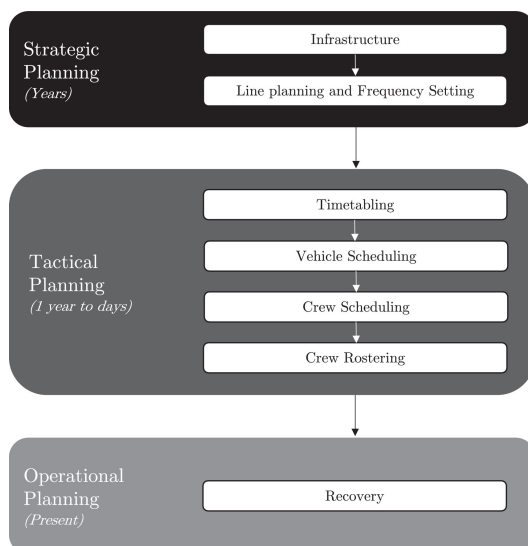 Strategic
Planning
(Years)
Infrastructure
Line planning and Frequency Setting
Tactical
Planning
(1 year to days)
Timetabling
Vehicle Scheduling
Crew Scheduling
Crew Rostering
Operational
Planning
(Present)
Recovery